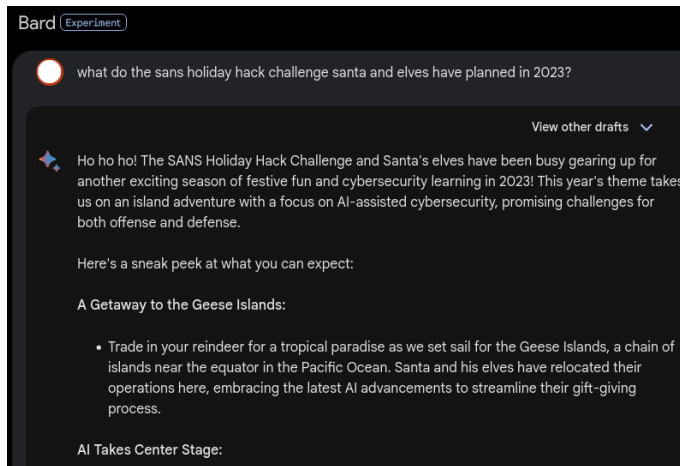 Bard Experiment
what do the sans holiday hack challenge santa and elves have planned in 2023?
View other drafts
Ho ho ho! The SANS Holiday Hack Challenge and Santa's elves have been busy gearing up for
another exciting season of festive fun and cybersecurity learning in 2023! This year's theme takes
us on an island adventure with a focus on AI-assisted cybersecurity, promising challenges for
both offense and defense.
Here's a sneak peek at what you can expect:
A Getaway to the Geese Islands:
• Trade in your reindeer for a tropical paradise as we set sail for the Geese Islands, a chain of
islands near the equator in the Pacific Ocean. Santa and his elves have relocated their
operations here, embracing the latest AI advancements to streamline their gift-giving
process.
AI Takes Center Stage: